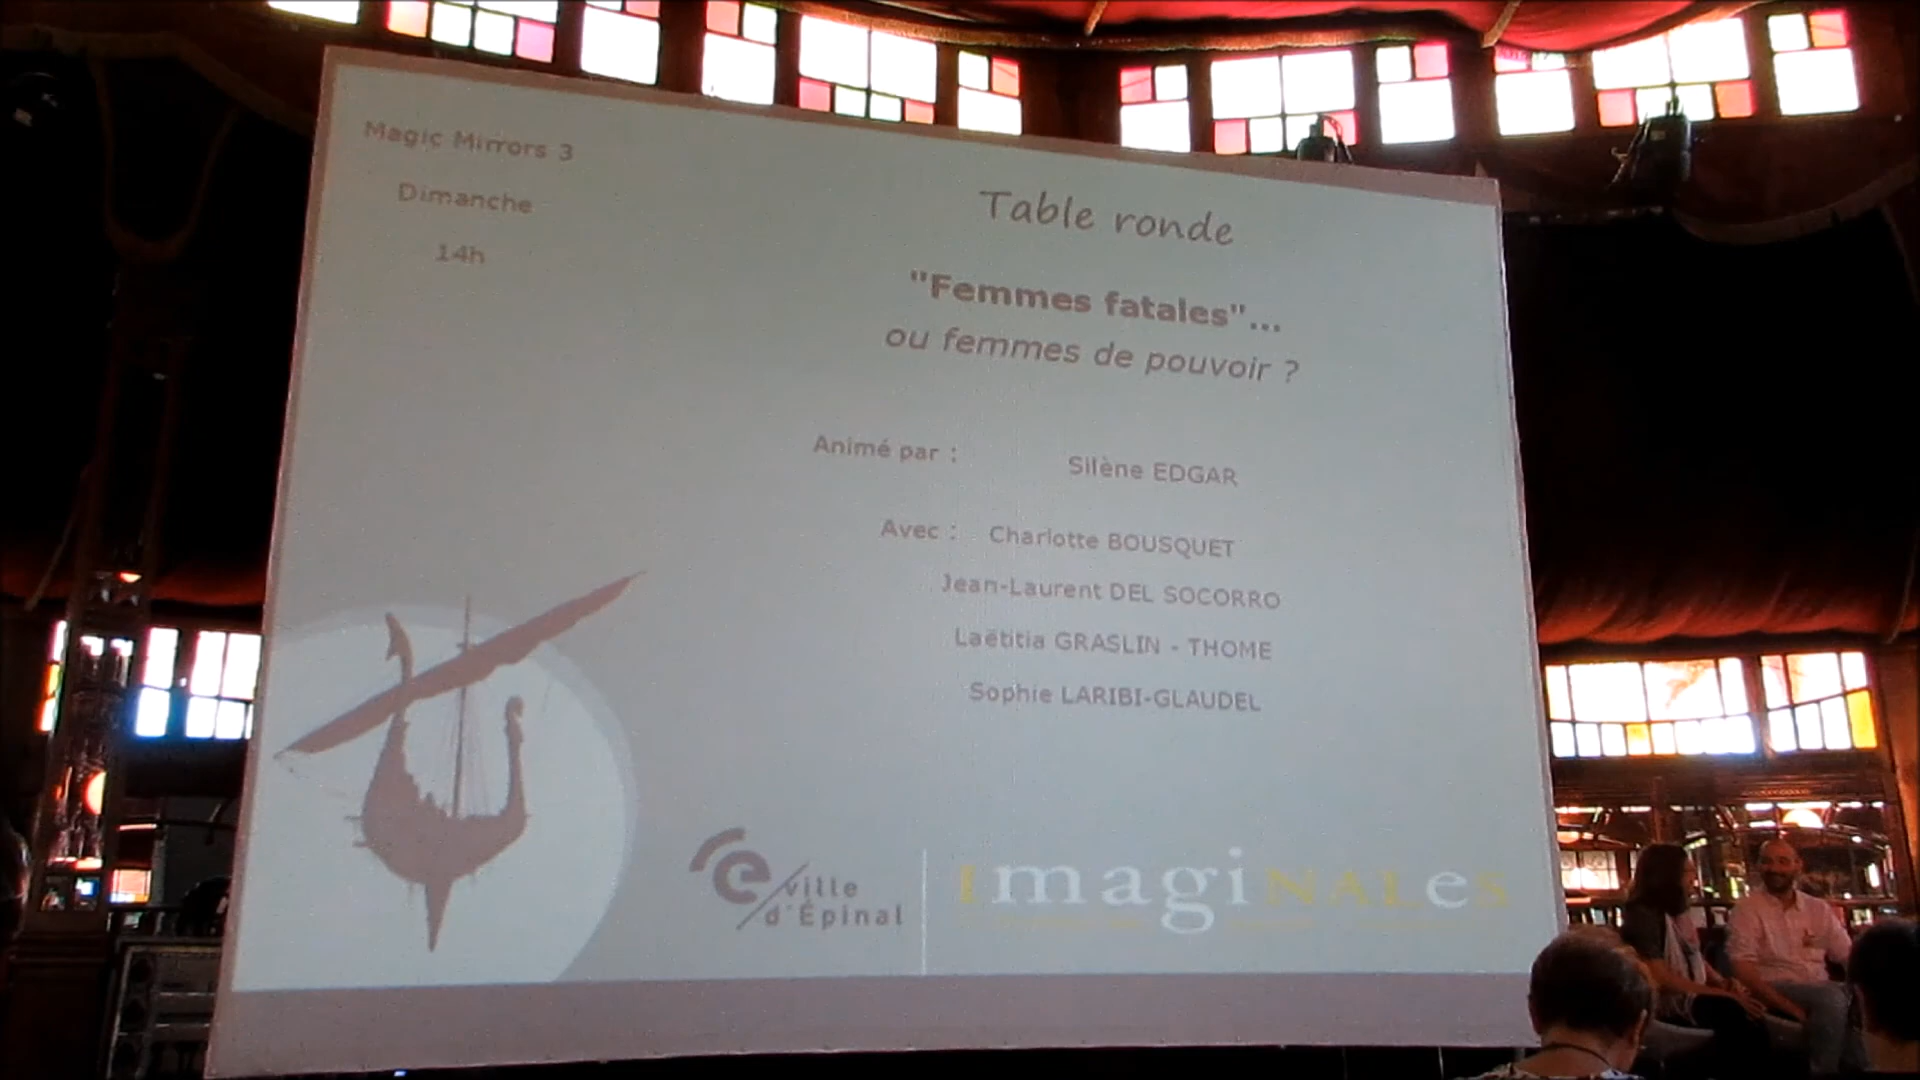 Magic Mirrors 3
Dimanche
14h
Table ronde
"Femmes fatales"...
ou femmes de pouvoir ?
Animé par :
Silène EDGAR
Avec : Charlotte BOUSQUET
Jean-Laurent DEL SOCORRO
Laëtitia GRASLIN - THOME
Sophie LARIBI-GLAUDEL
ville
d'Épinal
ImagiNALes